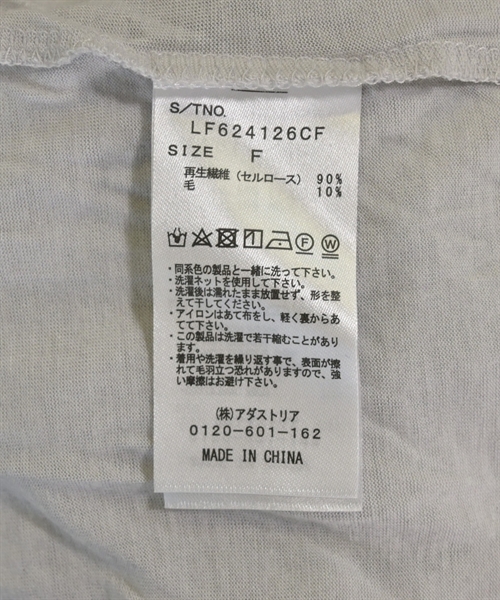 S/TNO.
LF624126CF
SIZE F
再生繊維(セルロース) 90%
毛 10%
・同系色の製品と一緒に洗って下さい。
・洗濯ネットを使用して下さい。
・洗濯後は濡れたまま放置せず、形を整
えて干してください。
・アイロンはあて布をし、軽く裏からあ
てて下さい。
・この製品は洗濯で若干縮むことがあり
ます。
・着用や洗濯を繰り返す事で、表面が擦
れて毛羽立つ恐れがありますので、強
い摩擦はお避け下さい。
(株)アダストリア
0120-601-162
MADE IN CHINA